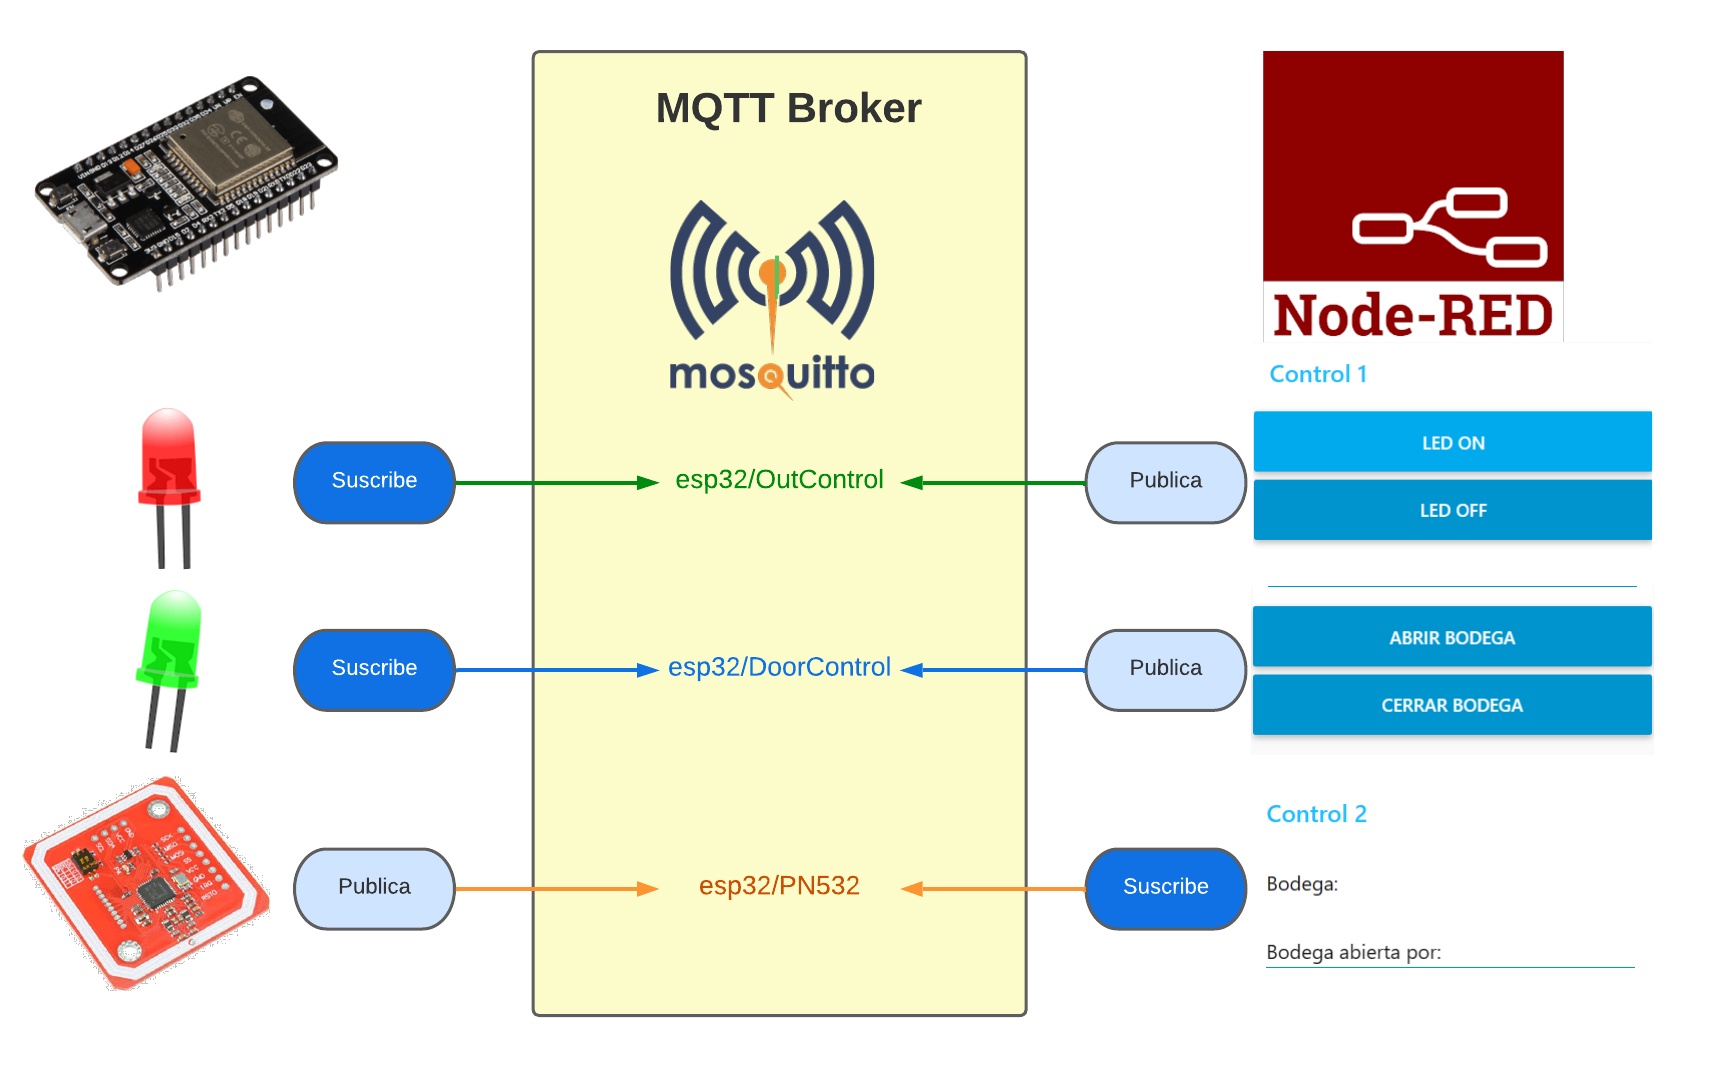 MQTT Broker
mosquitto
Node-RED
Control 1
LED ON
LED OFF
Suscribe
esp32/OutControl
Publica
ABRIR BODEGA
CERRAR BODEGA
Suscribe
esp32/DoorControl
Publica
Control 2
Publica
esp32/PN532
Suscribe
Bodega:
Bodega abierta por: